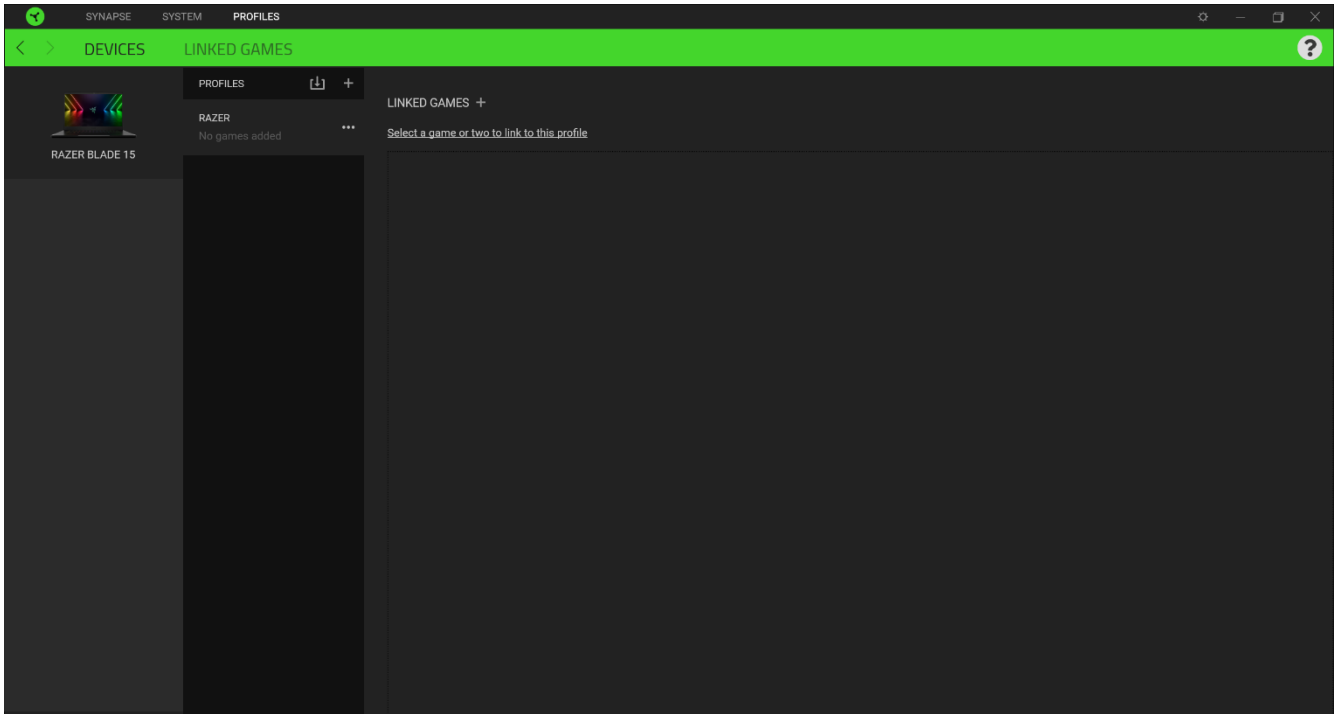 SYNAPSE SYSTEM PROFILES
DEVICES LINKED GAMES ?
PROFILES
RAZER
No games added
RAZER BLADE 15
LINKED GAMES +
Select a game or two to link to this profile